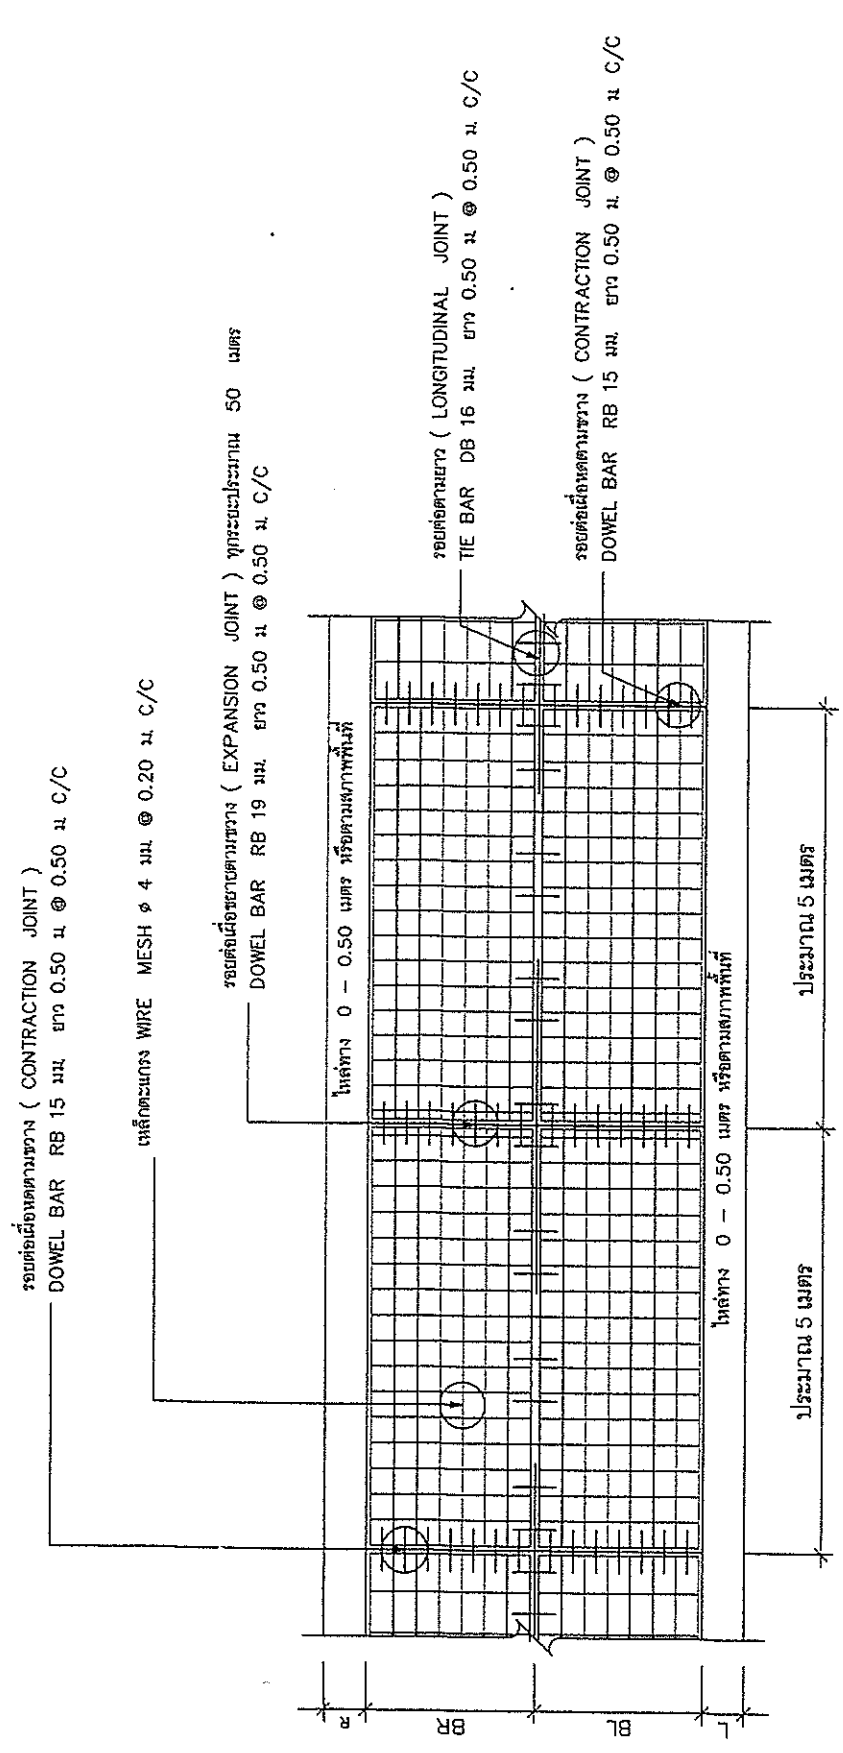 รอยต่อเผื่อหดตามขวาง ( CONTRACTION JOINT )
DOWEL BAR RB 15 มม. ยาว 0.50 ม @ 0.50 ม C/C
เหล็กตะแกรง WIRE MESH ø 4 มม. @ 0.20 ม. C/C
รอยต่อเผื่อขยายตามขวาง ( EXPANSION JOINT ) ทุกระยะประมาณ 50 เมตร
DOWEL BAR RB 19 มม. ยาว 0.50 ม @ 0.50 ม. C/C
ไหล่ทาง 0 - 0.50 เมตร หรือตามสภาพพื้นที่
รอยต่อตามยาว ( LONGITUDINAL JOINT )
TIE BAR DB 16 มม. ยาว 0.50 ม @ 0.50 ม. C/C
รอยต่อเผื่อหดตามขวาง ( CONTRACTION JOINT )
DOWEL BAR RB 15 มม. ยาว 0.50 ม. @ 0.50 ม C/C
ไหล่ทาง 0 - 0.50 เมตร หรือตามสภาพพื้นที่
ประมาณ 5 เมตร
ประมาณ 5 เมตร
R
BR
BL
L